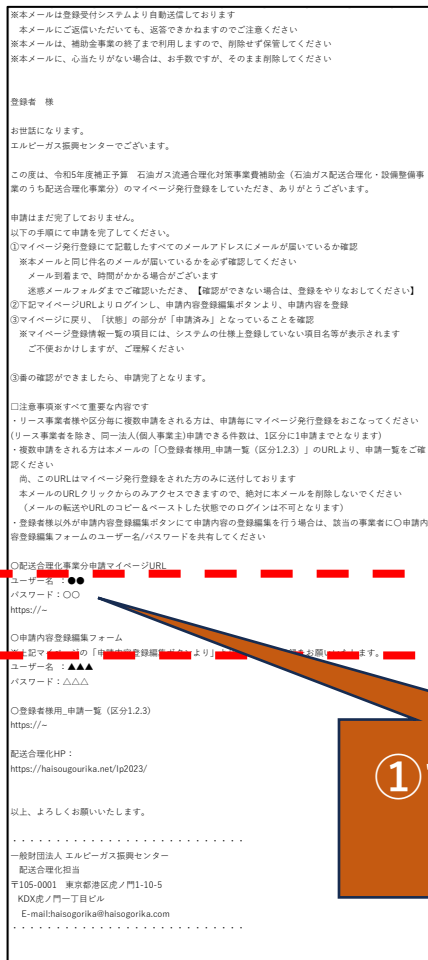 ※本メールは登録受付システムより自動送信しております
本メールにご返信いただいても、返答できかねますのでご注意ください
※本メールは、補助金事業の終了まで利用しますので、削除せず保管してください
※本メールに、心当たりがない場合は、お手数ですが、そのまま削除してください
登録者　様
お世話になります。
エルピーガス振興センターでございます。
この度は、令和5年度補正予算　石油ガス流通合理化対策事業費補助金（石油ガス配送合理化・設備整備事
業のうち配送合理化事業分）のマイページ発行登録をしていただき、ありがとうございます。
申請はまだ完了しておりません。
以下の手順にて申請を完了してください。
①マイページ発行登録にて記載したすべてのメールアドレスにメールが届いているか確認
※本メールと同じ件名のメールが届いているかを必ず確認してください
メール到着まで、時間がかる場合がございます
迷惑メールフォルダまでご確認いただき、【確認ができない場合は、登録をやりなおしてください】
②下記マイページURLよりログインし、申請内容登録編集ボタンより、申請内容を登録
③マイページに戻り、「状態」の部分が「申請済み」となっていることを確認
※マイページ登録情報一覧の項目には、システムの仕様上登録していない項目名等が表示されます
ご不便おかけしますが、ご理解ください
③番の確認ができましたら、申請完了となります。
□注意事項※すべて重要な内容です
・リース事業者様や区分毎に複数申請をされる方は、申請毎にマイページ発行登録をおこなってください
(リース事業者を除き、同一法人(個人事業主)申請できる件数は、1区分に1申請までとなります)
・複数申請をされる方は本メールの「〇登録者様用_申請一覧（区分1.2.3）」のURLより、申請一覧をご確
認ください
尚、このURLはマイページ発行登録をされた方のみに送付しております
本メールのURLクリックからのみアクセスできますので、絶対に本メールを削除しないでください
（メールの転送やURLのコピー＆ペーストした状態でのログインは不可となります）
・登録者様以外が申請内容登録編集ボタンにて申請内容の登録編集を行う場合は、該当の事業者に〇申請内
容登録編集フォームのユーザー名/パスワードを共有してください
〇配送合理化事業分申請マイページURL
ユーザー名　：●●
パスワード：〇〇
https://~
〇申請内容登録編集フォーム
※上記マイページの「申請内容登録編集ボタンより」お願いいたします。
ユーザー名　：▲▲▲
パスワード：△△△
〇登録者様用_申請一覧（区分1.2.3）
https://~
配送合理化HP：
https://haisougourika.net/lp2023/
以上、よろしくお願いいたします。
・・・・・・・・・・・・・・・・・・・・・・・・・・
一般財団法人 エルピーガス振興センター
配送合理化担当
〒105-0001　東京都港区虎ノ門1-10-5
KDX虎ノ門一丁目ビル
E-mail:haisogorika@haisogorika.com
・・・・・・・・・・・・・・・・・・・・・・・・・・
①